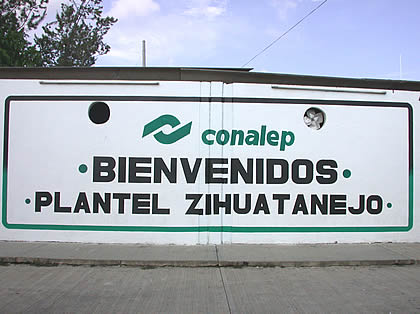 conalep
•BIENVENIDOS•
•PLANTEL ZIHUATANEJO•